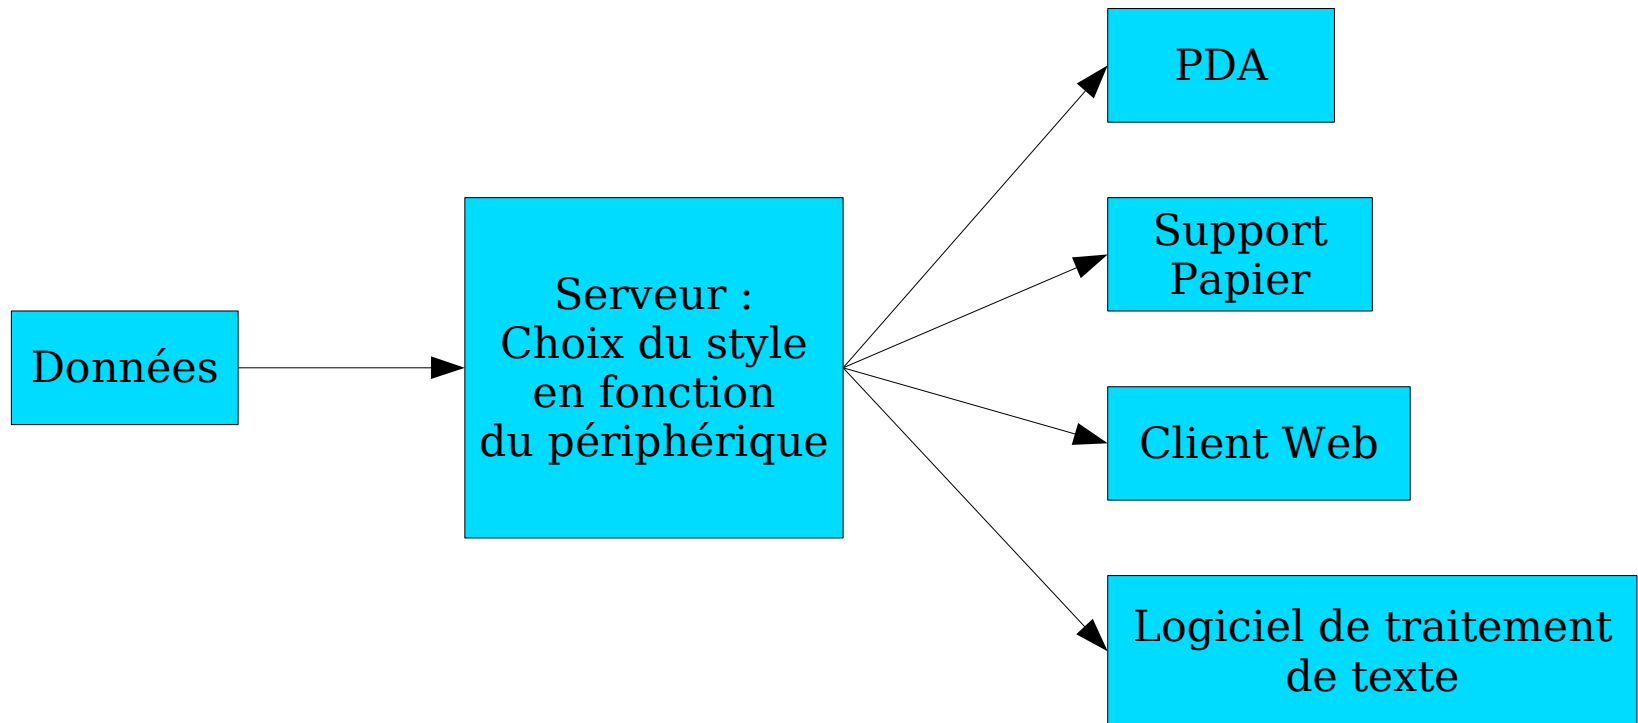 Données
Serveur :
Choix du style
en fonction
du périphérique
PDA
Support
Papier
Client Web
Logiciel de traitement
de texte